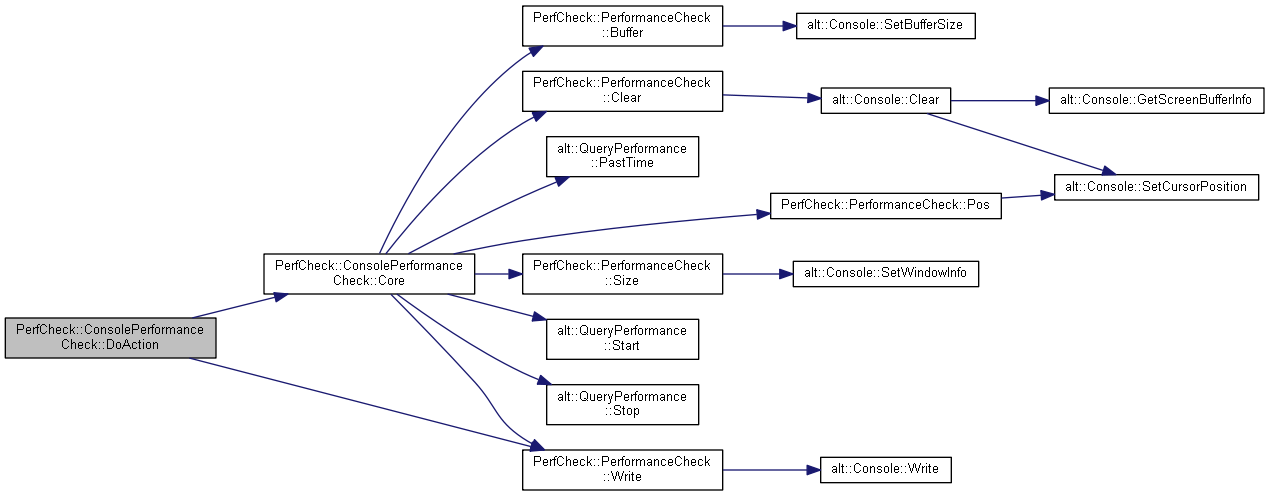 PerfCheck::PerformanceCheck
::Buffer
alt::Console::SetBufferSize
PerfCheck::PerformanceCheck
::Clear
alt::Console::Clear
alt::Console::GetScreenBufferInfo
alt::QueryPerformance
::PastTime
alt::Console::SetCursorPosition
PerfCheck::PerformanceCheck::Pos
PerfCheck::ConsolePerformance
Check::Core
PerfCheck::PerformanceCheck
::Size
alt::Console::SetWindowInfo
PerfCheck::ConsolePerformance
Check::DoAction
alt::QueryPerformance
::Start
alt::QueryPerformance
::Stop
PerfCheck::PerformanceCheck
::Write
alt::Console::Write